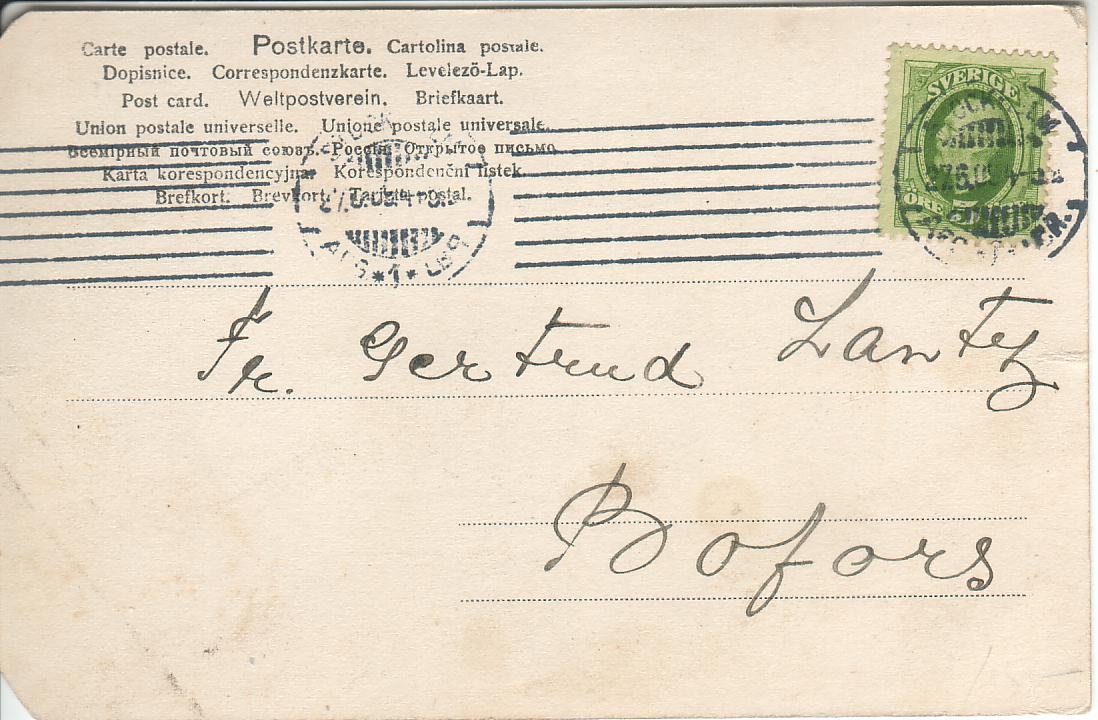 Carte postale. Postkarte. Cartolina postale.
Dopisnice. Correspondenzkarte. Levelező-Lap.
Post card. Weltpostverein. Briefkaart.
Union postale universelle. Unione postale universale.
Всемірный почтовый союзъ. Россія. Открытое письмо.
Karta korespondencyjna. Korespondenční lístek.
Brefkort. Brevkort. Tarjeta postal.
SVERIGE
Fr. Gertrud Lantz
Bofors